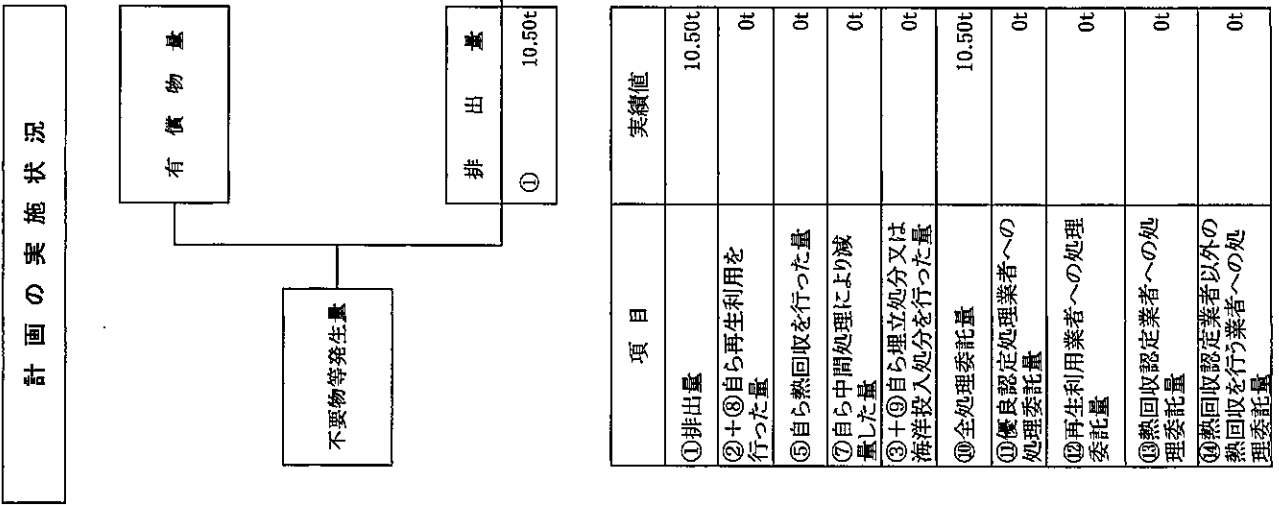 計画の実施状況
有償物量
不要物等発生量
排出量
① 10.50t
項目 実績値
①排出量 10.50t
②+⑧自ら再生利用を
行った量 0t
⑤自ら熱回収を行った量 0t
⑦自ら中間処理により減
量した量 0t
③+⑨自ら埋立処分又は
海洋投入処分を行った量 0t
⑩全処理委託量 10.50t
⑪優良認定処理業者への
処理委託量 0t
⑫再生利用業者への処理
委託量 0t
⑬熱回収認定業者への処
理委託量 0t
⑭熱回収認定業者以外の
熱回収を行う業者への処
理委託量 0t